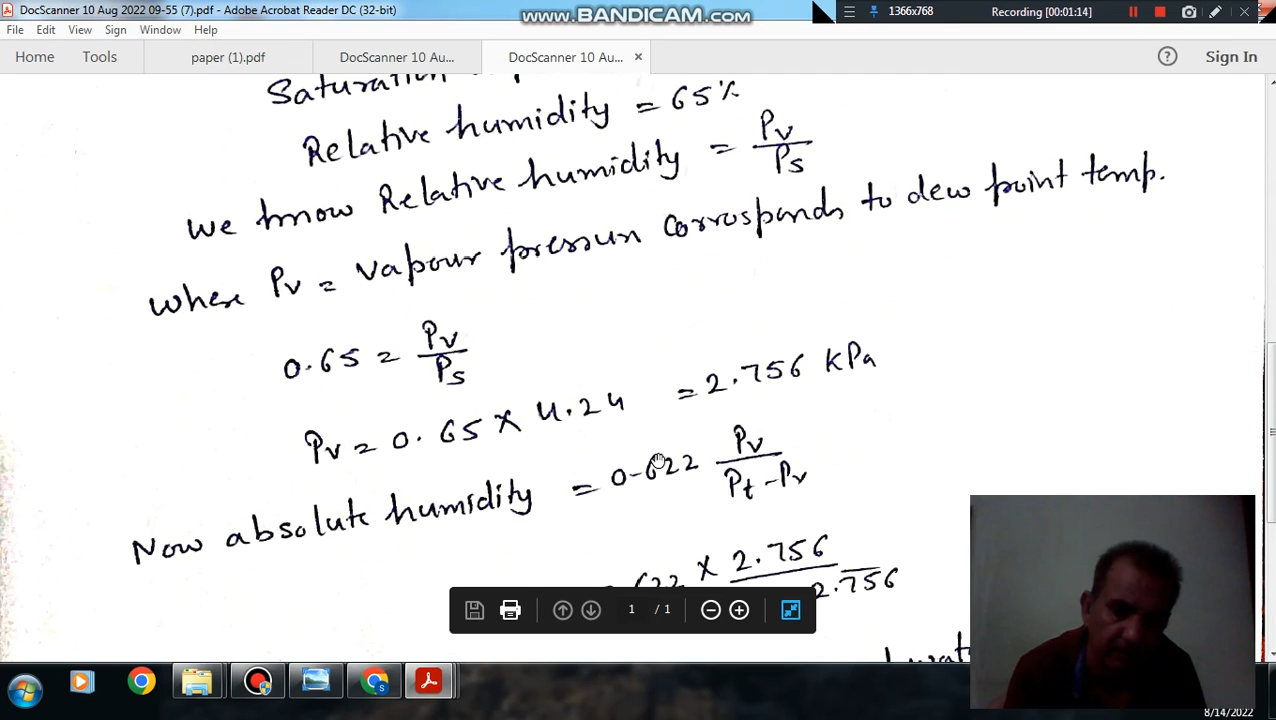 DocScanner 10 Aug 2022 09-55 (7).pdf - Adobe Acrobat Reader DC (32-bit)
www.BANDICAM.com
1366x768
Recording [00:01:14]
File Edit View Sign Window Help
Home Tools paper (1).pdf DocScanner 10 Au... DocScanner 10 Au... × ? Sign In
Saturation
Relative humidity = 65%
We know Relative humidity = Pv/Ps
Where Pv = vapour pressure corrosponds to dew point temp.
0.65 = Pv/Ps
Pv = 0.65 × 4.24 = 2.756 kPa
Now absolute humidity = 0.622 Pv/Pt-Pv
622 × 2.756
2.756
1 / 1
8/14/2022